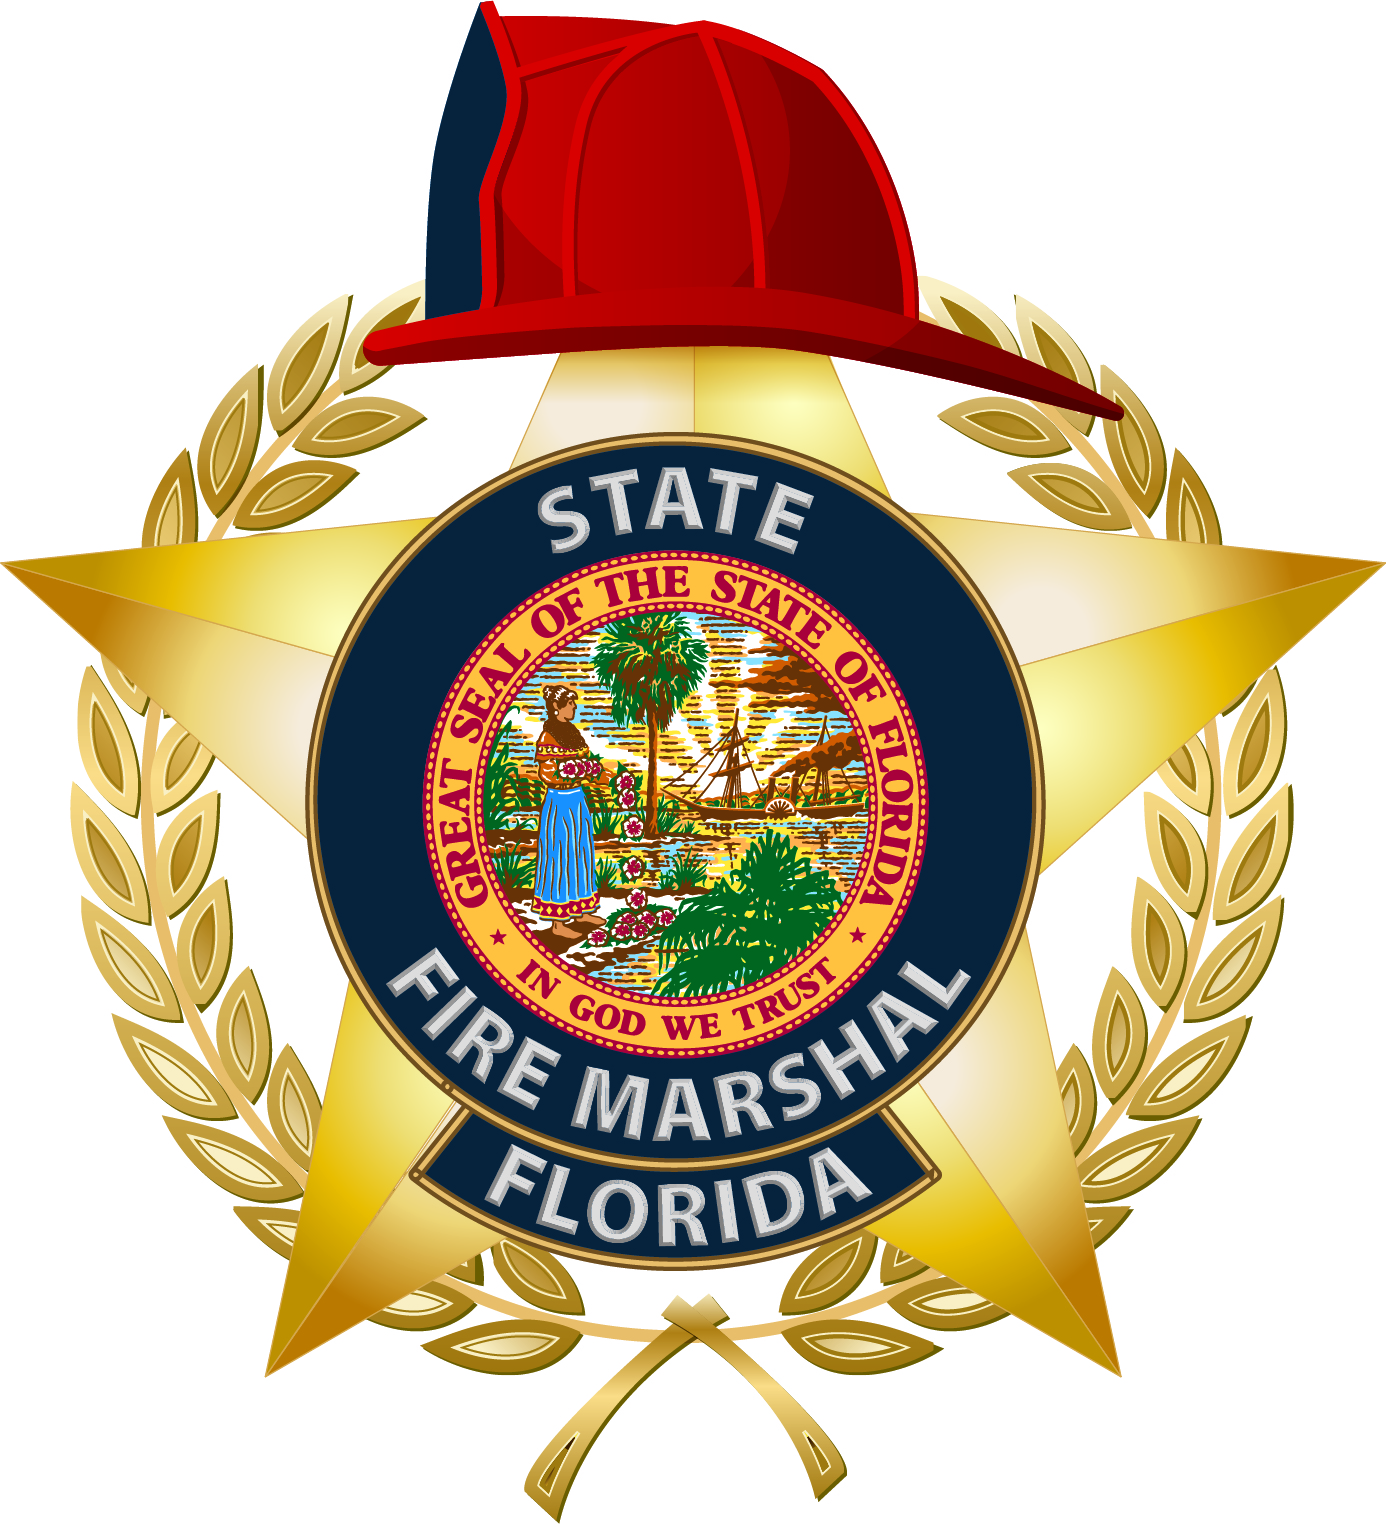 STATE
GREAT SEAL OF THE STATE OF FLORIDA
IN GOD WE TRUST
FIRE MARSHAL
FLORIDA